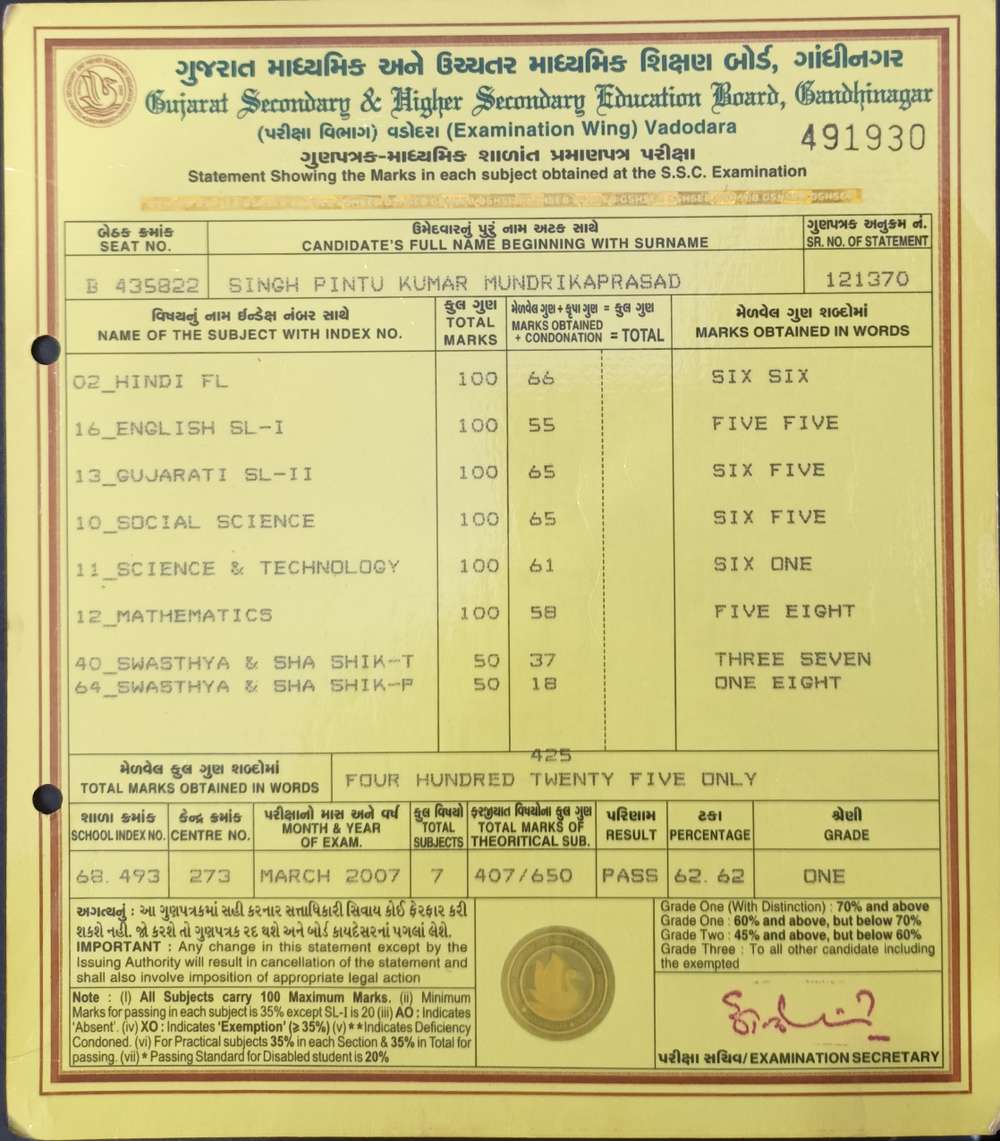 ગુજરાત માધ્યમિક અને ઉચ્ચતર માધ્યમિક શિક્ષણ બોર્ડ, ગાંધીનગર
Gujarat Secondary & Higher Secondary Education Board, Gandhinagar
(પરીક્ષા વિભાગ) વડોદરા (Examination Wing) Vadodara
491930
ગુણપત્રક-માધ્યમિક શાળાંત પ્રમાણપત્ર પરીક્ષા
Statement Showing the Marks in each subject obtained at the S.S.C. Examination
બેઠક ક્રમાંક ઉમેદવારનું પુરું નામ અટક સાથે ગુણપત્રક અનુક્રમ નં.
SEAT NO. CANDIDATE'S FULL NAME BEGINNING WITH SURNAME SR. NO. OF STATEMENT
B 435822 SINGH PINTU KUMAR MUNDRIKAPRASAD 121370
વિષયનું નામ ઈન્ડેક્ષ નંબર સાથે કુલ ગુણ મેળવેલ ગુણ + કૃપા ગુણ = કુલ ગુણ મેળવેલ ગુણ શબ્દોમાં
NAME OF THE SUBJECT WITH INDEX NO. TOTAL MARKS MARKS OBTAINED + CONDONATION = TOTAL MARKS OBTAINED IN WORDS
02_HINDI FL 100 66 SIX SIX
16_ENGLISH SL-I 100 55 FIVE FIVE
13_GUJARATI SL-II 100 65 SIX FIVE
10_SOCIAL SCIENCE 100 65 SIX FIVE
11_SCIENCE & TECHNOLOGY 100 61 SIX ONE
12_MATHEMATICS 100 58 FIVE EIGHT
40_SWASTHYA & SHA SHIK-T 50 37 THREE SEVEN
64_SWASTHYA & SHA SHIK-P 50 18 ONE EIGHT
425
મેળવેલ કુલ ગુણ શબ્દોમાં
TOTAL MARKS OBTAINED IN WORDS FOUR HUNDRED TWENTY FIVE ONLY
શાળા ક્રમાંક કેન્દ્ર ક્રમાંક પરીક્ષાનો માસ અને વર્ષ કુલ વિષયો ફરજીયાત વિષયોના કુલ ગુણ પરિણામ ટકા શ્રેણી
SCHOOL INDEX NO. CENTRE NO. MONTH & YEAR OF EXAM. TOTAL SUBJECTS TOTAL MARKS OF THEORITICAL SUB. RESULT PERCENTAGE GRADE
68.493 273 MARCH 2007 7 407/650 PASS 62.62 ONE
અગત્યનું : આ ગુણપત્રકમાં સહી કરનાર સત્તાધિકારી સિવાય કોઈ ફેરફાર કરી
શકશે નહી. જો કરશે તો ગુણપત્રક રદ થશે અને બોર્ડ કાયદેસરનાં પગલાં લેશે.
IMPORTANT : Any change in this statement except by the
Issuing Authority will result in cancellation of the statement and
shall also involve imposition of appropriate legal action
Note : (I) All Subjects carry 100 Maximum Marks. (ii) Minimum
Marks for passing in each subject is 35% except SL-I is 20 (iii) AO : Indicates
'Absent'. (iv) XO : Indicates 'Exemption' (≥ 35%) (v) ** Indicates Deficiency
Condoned. (vi) For Practical subjects 35% in each Section & 35% in Total for
passing. (vii) * Passing Standard for Disabled student is 20%
Grade One (With Distinction) : 70% and above
Grade One : 60% and above, but below 70%
Grade Two : 45% and above, but below 60%
Grade Three : To all other candidate including
the exempted
પરીક્ષા સચિવ/ EXAMINATION SECRETARY